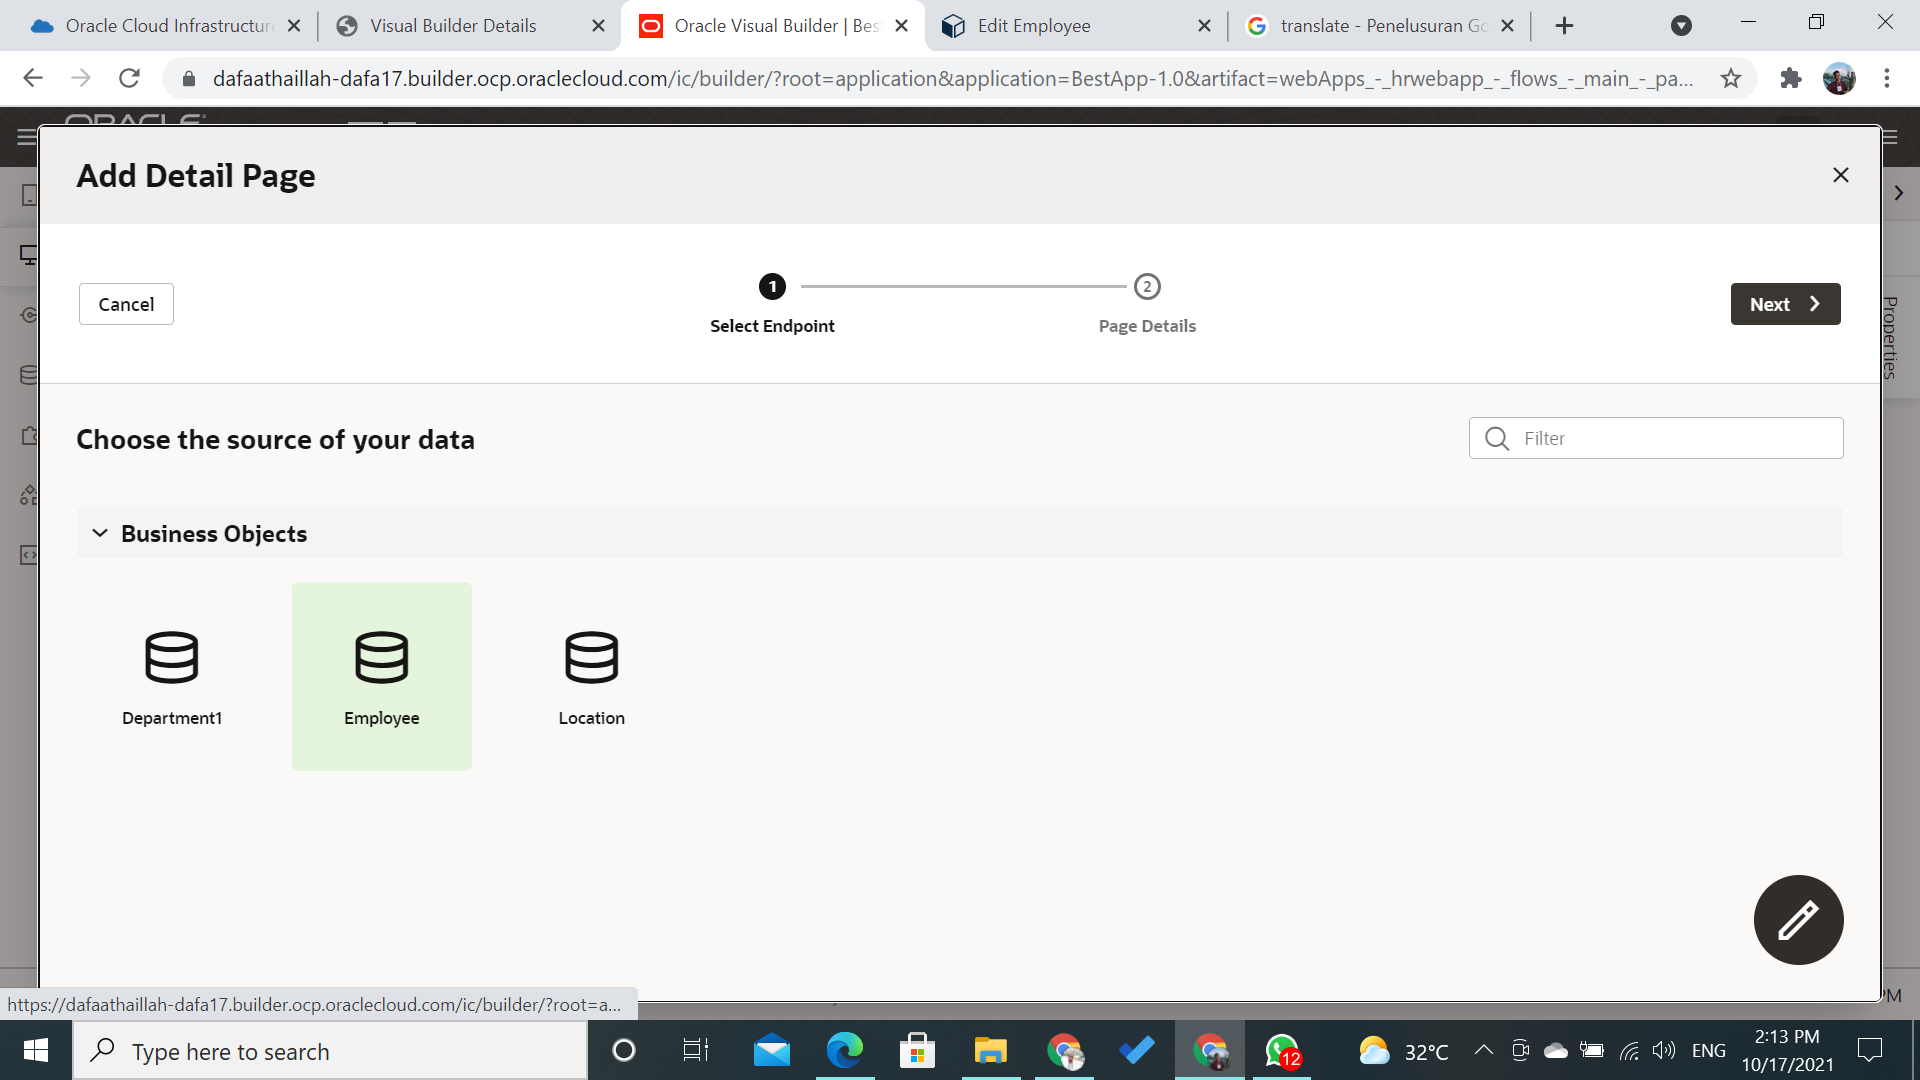 Oracle Cloud Infrastructure
Visual Builder Details
Oracle Visual Builder | Bes
Edit Employee
translate - Penelusuran Go
dafaathaillah-dafa17.builder.ocp.oraclecloud.com/ic/builder/?root=application&application=BestApp-1.0&artifact=webApps_-_hrwebapp_-_flows_-_main_-_pa...
ORACLE
Add Detail Page
Cancel
1
2
Select Endpoint
Page Details
Next
Properties
Choose the source of your data
Filter
Business Objects
Department1
Employee
Location
PM
https://dafaathaillah-dafa17.builder.ocp.oraclecloud.com/ic/builder/?root=a...
Type here to search
12
32°C
ENG
2:13 PM
10/17/2021